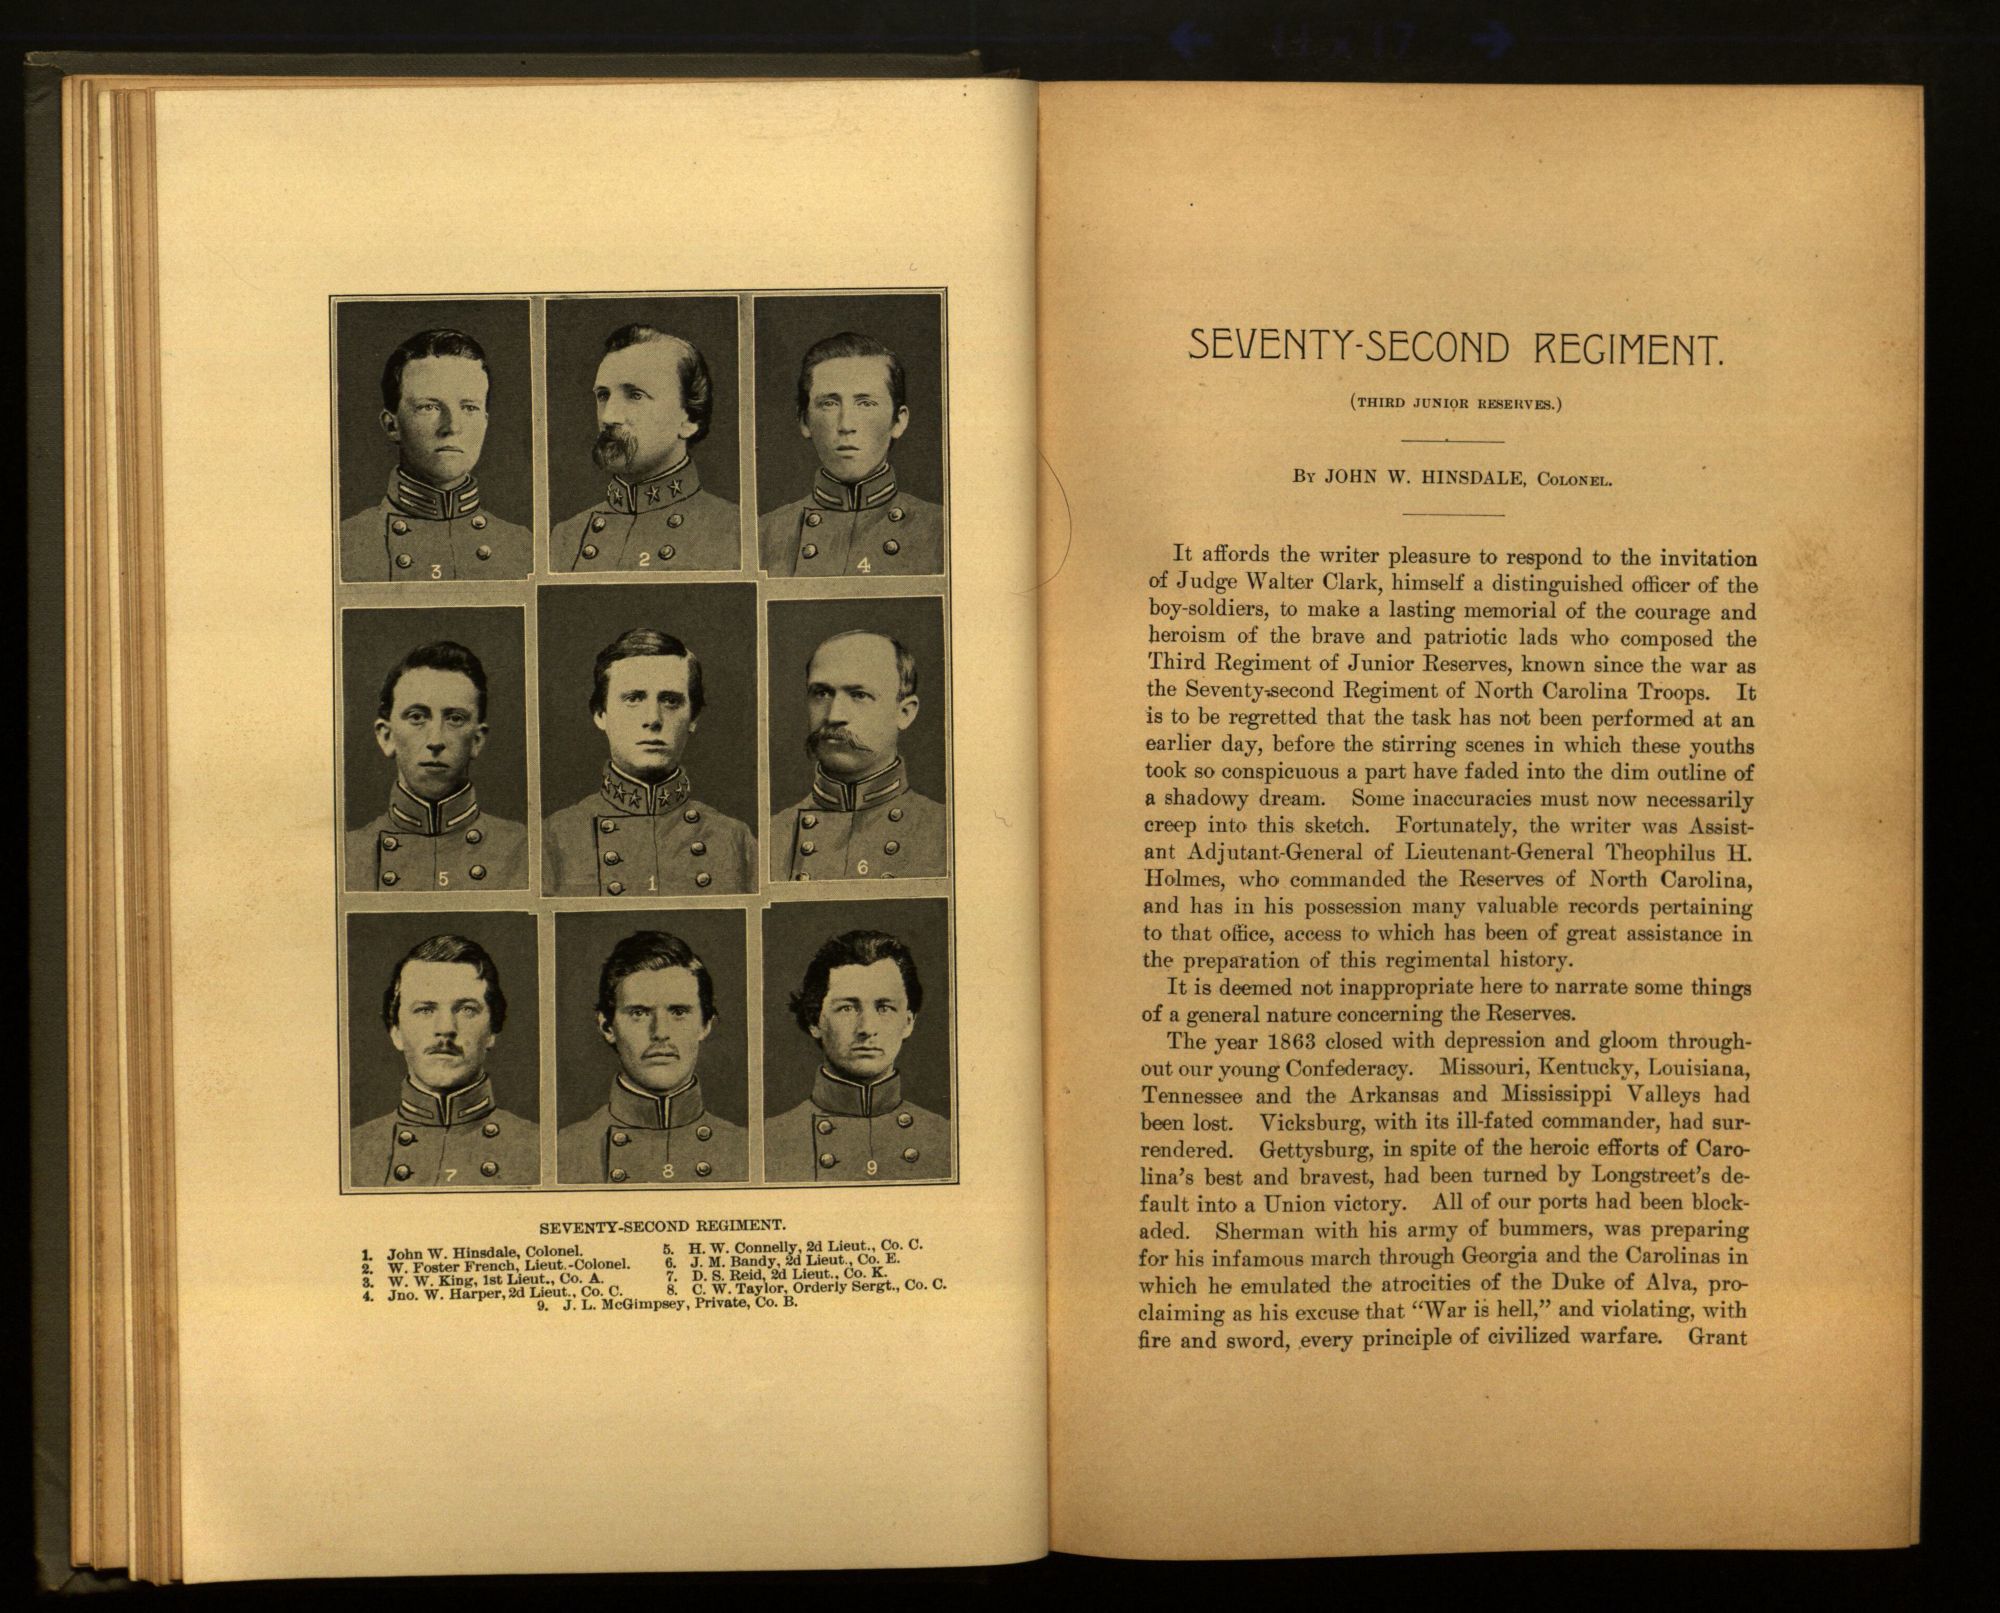 3
2
4
5
1
6
7
8
9
SEVENTY-SECOND REGIMENT.
1. John W. Hinsdale, Colonel.
2. W. Foster French, Lieut.-Colonel.
3. W. W. King, 1st Lieut., Co. A.
4. Jno. W. Harper, 2d Lieut., Co. C.
5. H. W. Connelly, 2d Lieut., Co. C.
6. J. M. Bandy, 2d Lieut., Co. E.
7. D. S. Reid, 2d Lieut., Co. K.
8. C. W. Taylor, Orderly Sergt., Co. C.
9. J. L. McGimpsey, Private, Co. B.
← 11 x 17 →
SEVENTY-SECOND REGIMENT.
(THIRD JUNIOR RESERVES.)
By JOHN W. HINSDALE, Colonel.
It affords the writer pleasure to respond to the invitation
of Judge Walter Clark, himself a distinguished officer of the
boy-soldiers, to make a lasting memorial of the courage and
heroism of the brave and patriotic lads who composed the
Third Regiment of Junior Reserves, known since the war as
the Seventy-second Regiment of North Carolina Troops. It
is to be regretted that the task has not been performed at an
earlier day, before the stirring scenes in which these youths
took so conspicuous a part have faded into the dim outline of
a shadowy dream. Some inaccuracies must now necessarily
creep into this sketch. Fortunately, the writer was Assist-
ant Adjutant-General of Lieutenant-General Theophilus H.
Holmes, who commanded the Reserves of North Carolina,
and has in his possession many valuable records pertaining
to that office, access to which has been of great assistance in
the preparation of this regimental history.
It is deemed not inappropriate here to narrate some things
of a general nature concerning the Reserves.
The year 1863 closed with depression and gloom through-
out our young Confederacy. Missouri, Kentucky, Louisiana,
Tennessee and the Arkansas and Mississippi Valleys had
been lost. Vicksburg, with its ill-fated commander, had sur-
rendered. Gettysburg, in spite of the heroic efforts of Caro-
lina's best and bravest, had been turned by Longstreet's de-
fault into a Union victory. All of our ports had been block-
aded. Sherman with his army of bummers, was preparing
for his infamous march through Georgia and the Carolinas in
which he emulated the atrocities of the Duke of Alva, pro-
claiming as his excuse that "War is hell," and violating, with
fire and sword, every principle of civilized warfare. Grant